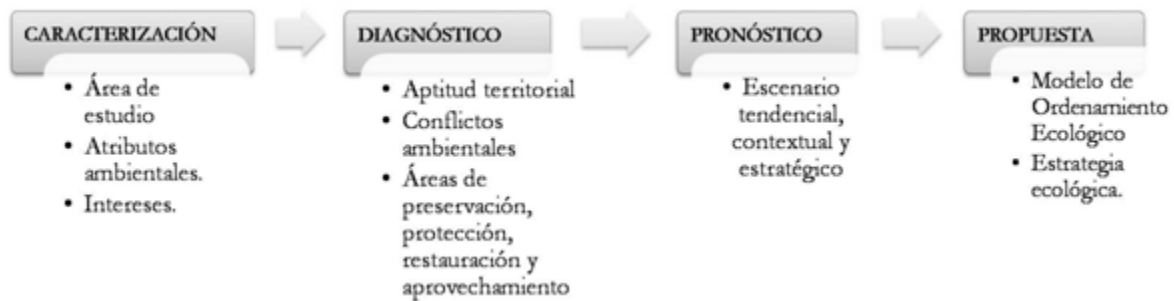 CARACTERIZACIÓN
• Área de
estudio
• Atributos
ambientales.
• Intereses.
DIAGNÓSTICO
• Aptitud territorial
• Conflictos
ambientales
• Áreas de
preservación,
protección,
restauración y
aprovechamiento
PRONÓSTICO
• Escenario
tendencial,
contextual y
estratégico
PROPUESTA
• Modelo de
Ordenamiento
Ecológico
• Estrategia
ecológica.